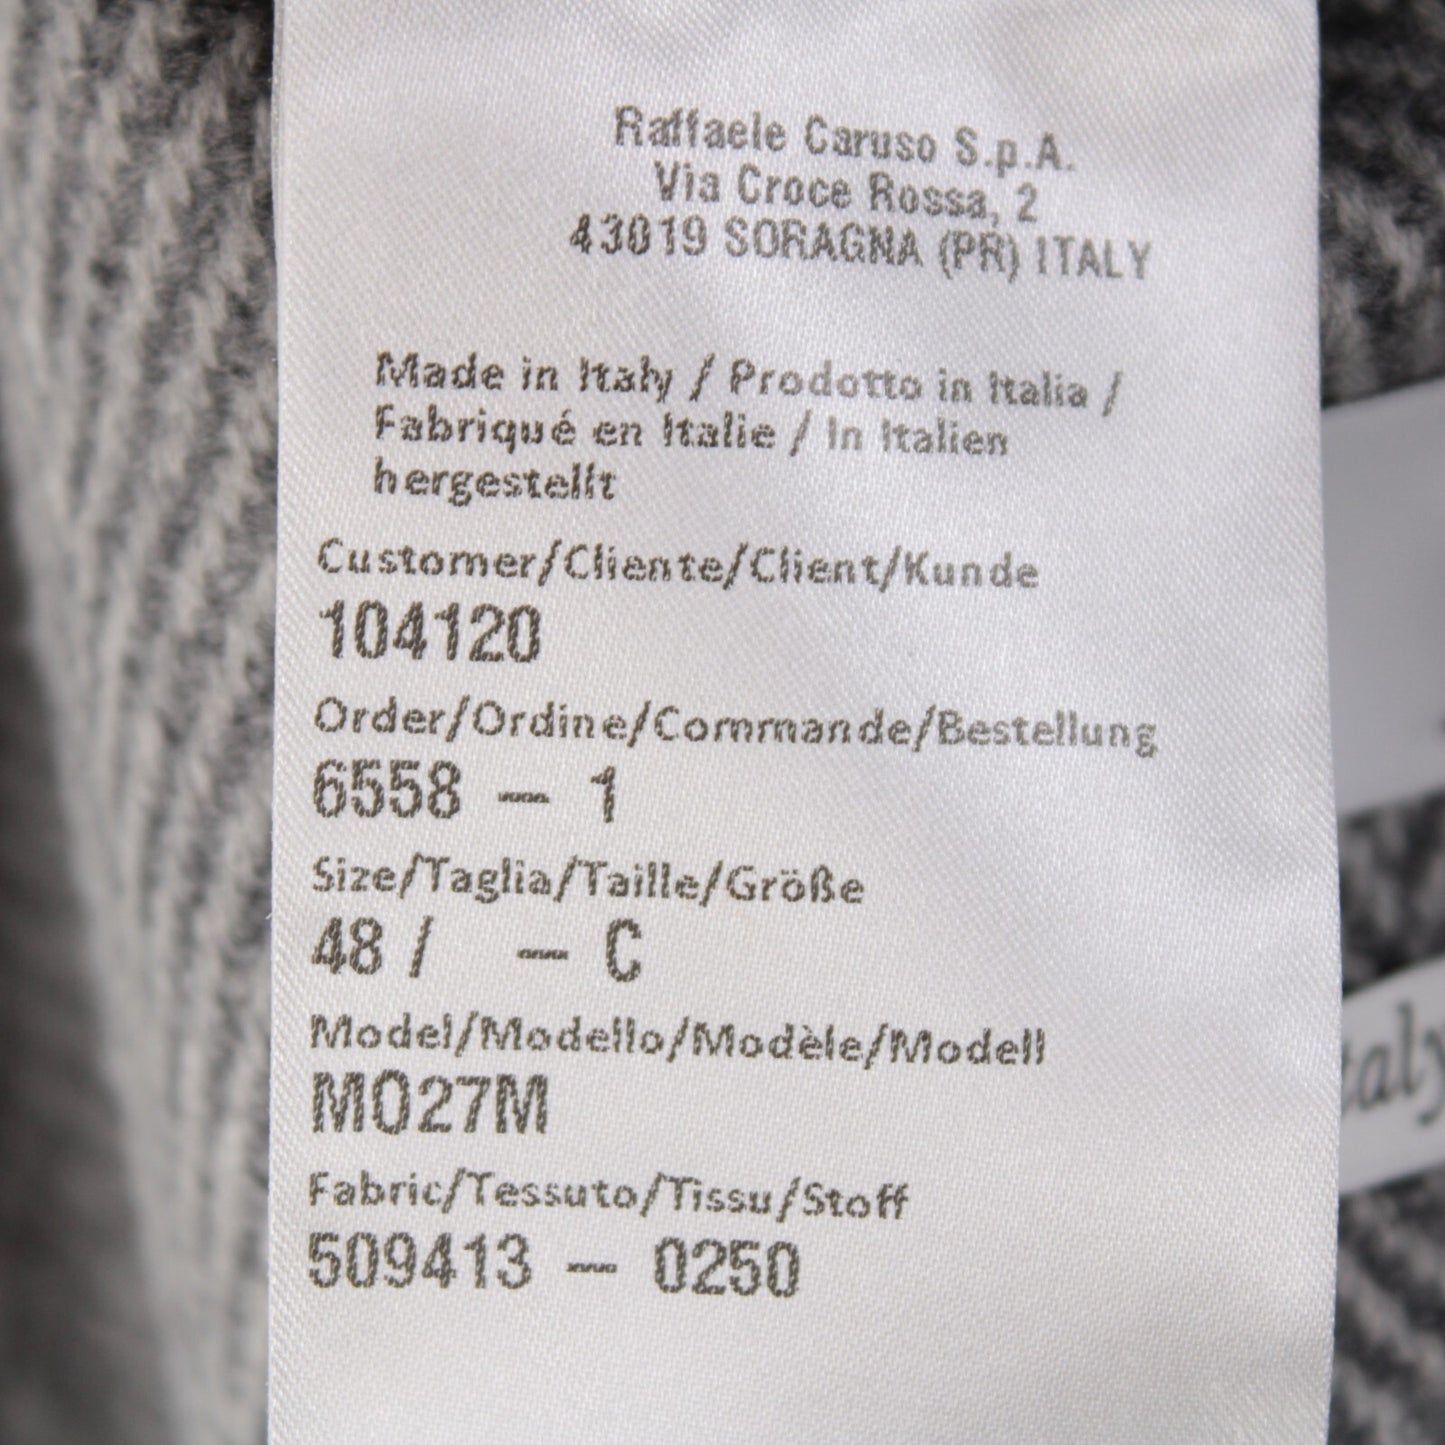 Raffaele Caruso S.p.A.
Via Croce Rossa, 2
43019 SORAGNA (PR) ITALY
Made in Italy / Prodotto in Italia /
Fabriqué en Italie / In Italien
hergestellt
Customer/Cliente/Client/Kunde
104120
Order/Ordine/Commande/Bestellung
6558 — 1
Size/Taglia/Taille/Größe
48 / — C
Model/Modello/Modèle/Modell
MO27M
Fabric/Tessuto/Tissu/Stoff
509413 — 0250